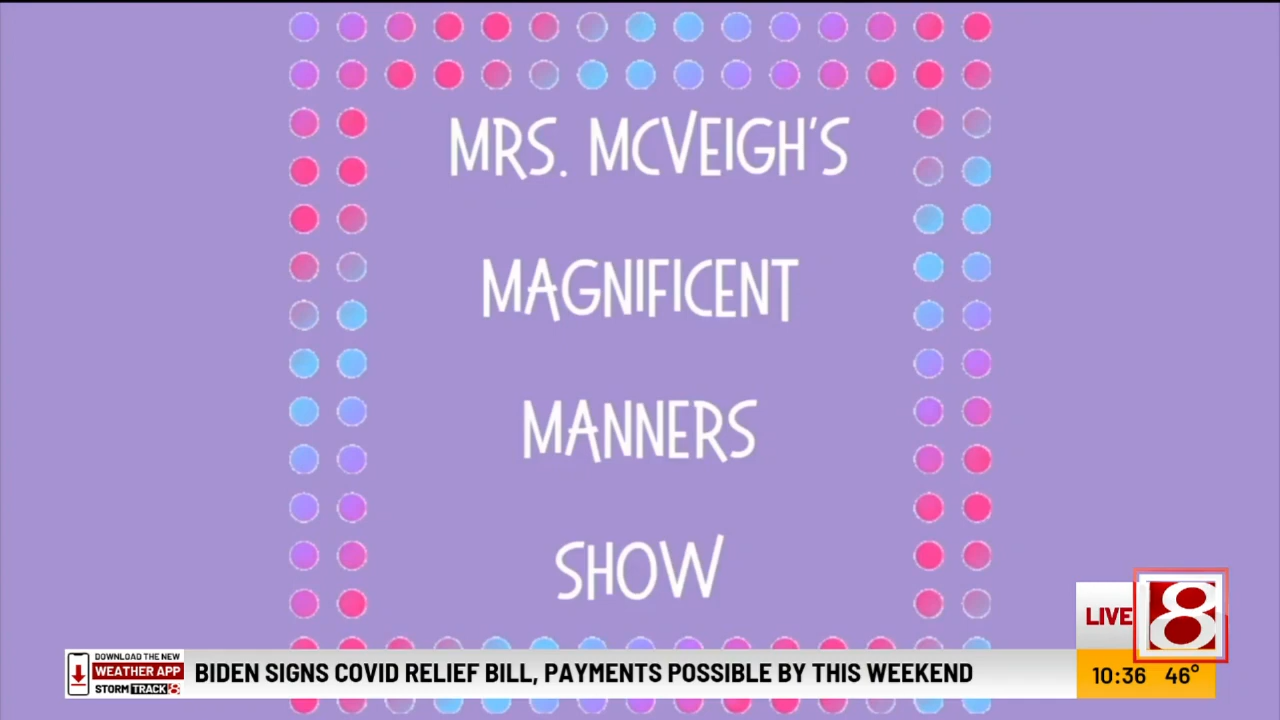 MRS. MCVEIGH'S
MAGNIFICENT
MANNERS
SHOW
LIVE 8
DOWNLOAD THE NEW
WEATHER APP
STORM TRACK 8
BIDEN SIGNS COVID RELIEF BILL, PAYMENTS POSSIBLE BY THIS WEEKEND
10:36 46°